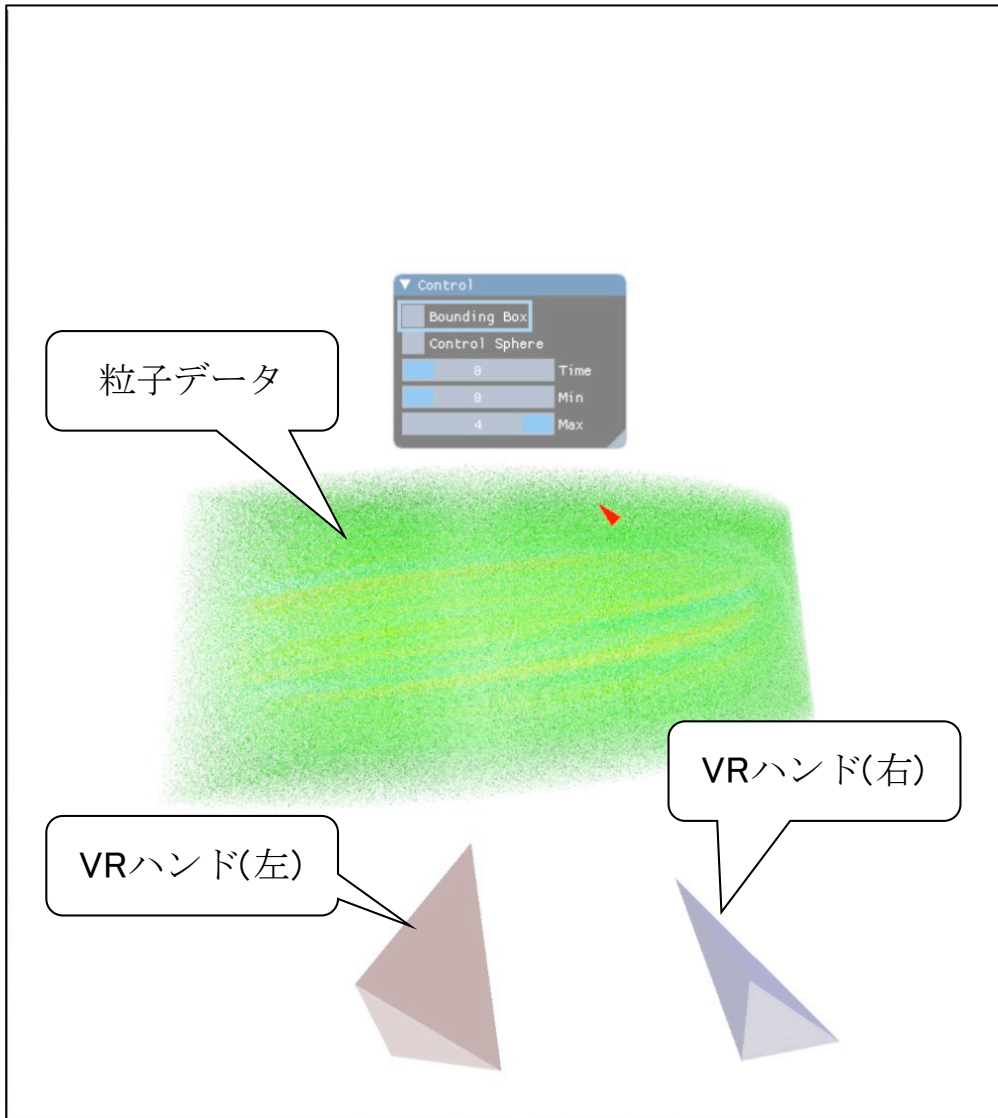 ▼ Control
Bounding Box
Control Sphere
0 Time
0 Min
4 Max
粒子データ
VRハンド(右)
VRハンド(左)